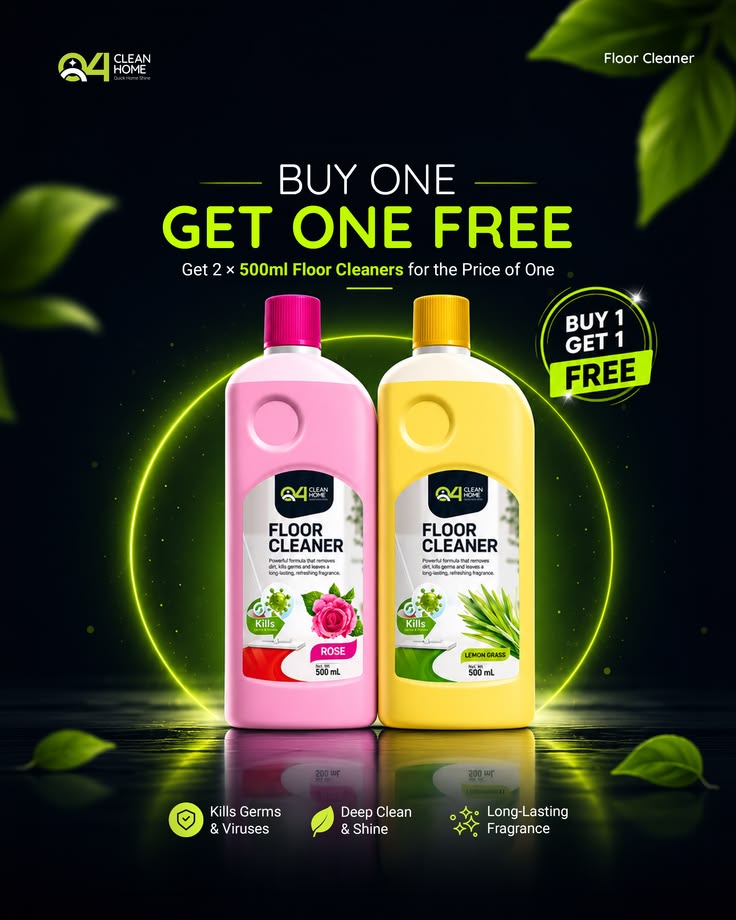 Q4 CLEAN
HOME
Quick Home Shine
Floor Cleaner
BUY ONE
GET ONE FREE
Get 2 × 500ml Floor Cleaners for the Price of One
BUY 1
GET 1
FREE
Q4 CLEAN
HOME
FLOOR
CLEANER
Powerful formula that removes
dirt, kills germs and leaves a
long-lasting, refreshing fragrance.
Kills
ROSE
Net. Wt.
500 mL
Q4 CLEAN
HOME
FLOOR
CLEANER
Powerful formula that removes
dirt, kills germs and leaves a
long-lasting, refreshing fragrance.
Kills
LEMON GRASS
Net. Wt.
500 mL
Kills Germs
& Viruses
Deep Clean
& Shine
Long-Lasting
Fragrance